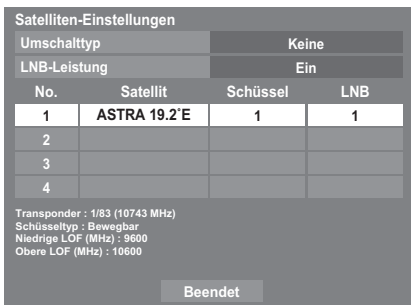 Satelliten-Einstellungen
Umschalttyp Keine
LNB-Leistung Ein
No. Satellit Schüssel LNB
1 ASTRA 19.2˚E 1 1
2
3
4
Transponder : 1/83 (10743 MHz)
Schüsseltyp : Bewegbar
Niedrige LOF (MHz) : 9600
Obere LOF (MHz) : 10600
Beendet